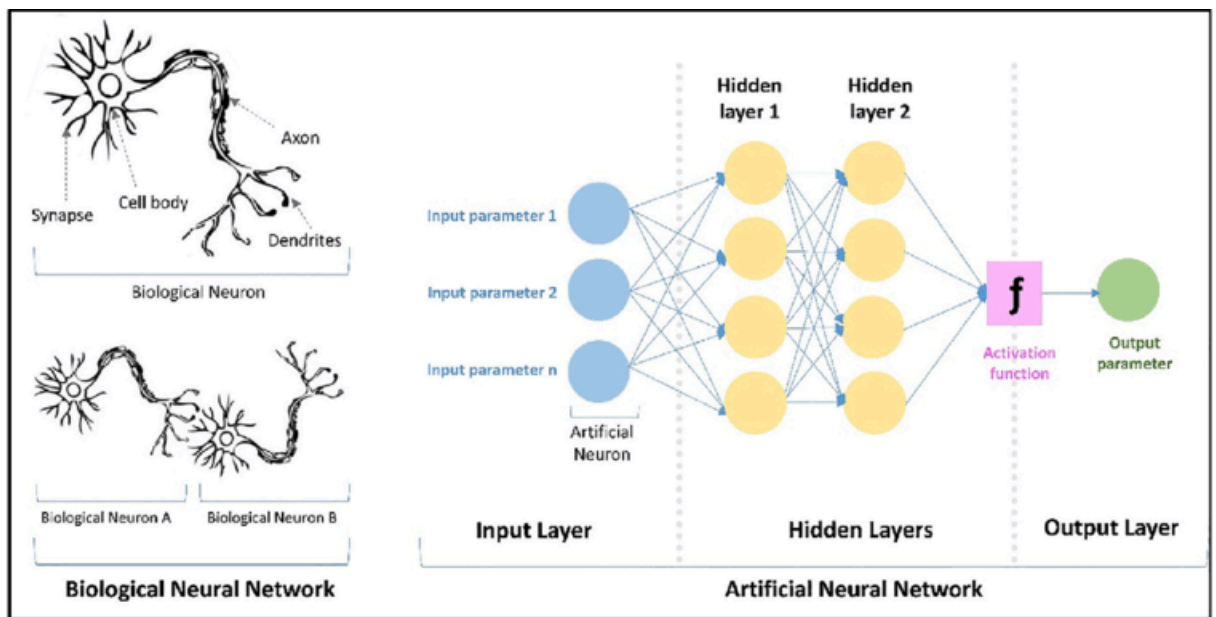 Axon
Cell body
Synapse
Dendrites
Biological Neuron
Biological Neuron A
Biological Neuron B
Biological Neural Network
Hidden
layer 1
Hidden
layer 2
Input parameter 1
Input parameter 2
Input parameter n
Artificial
Neuron
ƒ
Activation
function
Output
parameter
Input Layer
Hidden Layers
Output Layer
Artificial Neural Network